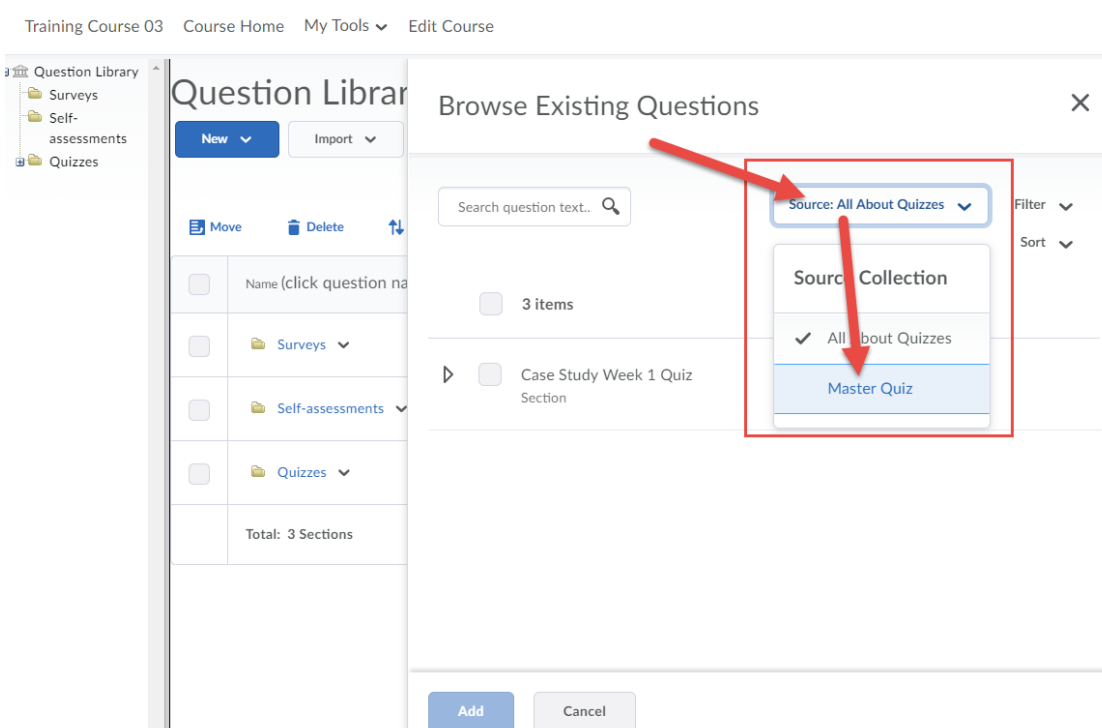 Training Course 03 Course Home My Tools Edit Course
Question Library
Surveys
Self-
assessments
Quizzes
Question Librar
New Import
Move Delete
Name (click question na
Surveys
Self-assessments
Quizzes
Total: 3 Sections
Browse Existing Questions
Search question text..
Source: All About Quizzes
Filter
Sort
Source Collection
All About Quizzes
Master Quiz
3 items
Case Study Week 1 Quiz
Section
Add Cancel